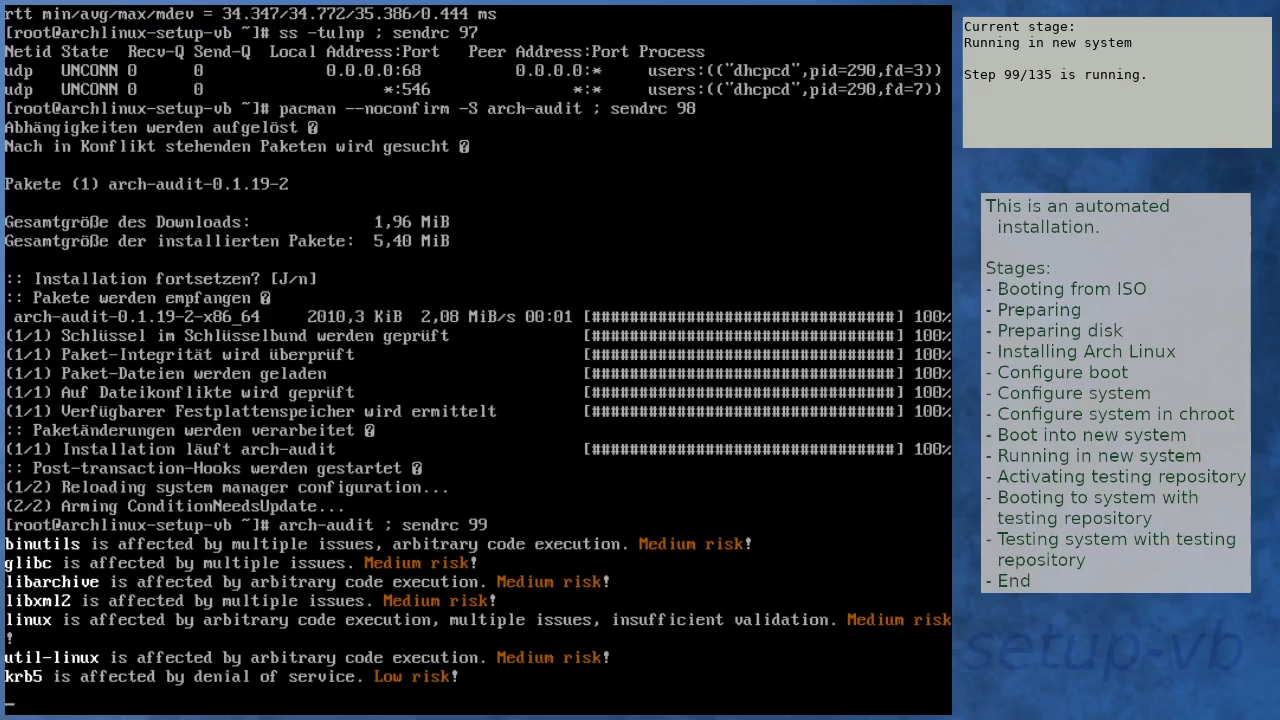 rtt min/avg/max/mdev = 34.347/34.772/35.386/0.444 ms
[root@archlinux-setup-vb ~]# ss -tulnp ; sendrc 97
Netid State  Recv-Q Send-Q  Local Address:Port   Peer Address:Port Process
udp   UNCONN 0      0             0.0.0.0:68          0.0.0.0:*     users:(("dhcpcd",pid=290,fd=3))
udp   UNCONN 0      0                   *:546               *:*     users:(("dhcpcd",pid=290,fd=7))
[root@archlinux-setup-vb ~]# pacman --noconfirm -S arch-audit ; sendrc 98
Abhängigkeiten werden aufgelöst �
Nach in Konflikt stehenden Paketen wird gesucht �
Pakete (1) arch-audit-0.1.19-2
Gesamtgröße des Downloads:             1,96 MiB
Gesamtgröße der installierten Pakete:  5,40 MiB
:: Installation fortsetzen? [J/n]
:: Pakete werden empfangen �
 arch-audit-0.1.19-2-x86_64     2010,3 KiB  2,08 MiB/s 00:01 [################################] 100%
(1/1) Schlüssel im Schlüsselbund werden geprüft              [################################] 100%
(1/1) Paket-Integrität wird überprüft                        [################################] 100%
(1/1) Paket-Dateien werden geladen                           [################################] 100%
(1/1) Auf Dateikonflikte wird geprüft                        [################################] 100%
(1/1) Verfügbarer Festplattenspeicher wird ermittelt         [################################] 100%
:: Paketänderungen werden verarbeitet �
(1/1) Installation läuft arch-audit                          [################################] 100%
:: Post-transaction-Hooks werden gestartet �
(1/2) Reloading system manager configuration...
(2/2) Arming ConditionNeedsUpdate...
[root@archlinux-setup-vb ~]# arch-audit ; sendrc 99
binutils is affected by multiple issues, arbitrary code execution. Medium risk!
glibc is affected by multiple issues. Medium risk!
libarchive is affected by arbitrary code execution. Medium risk!
libxml2 is affected by multiple issues. Medium risk!
linux is affected by arbitrary code execution, multiple issues, insufficient validation. Medium risk
!
util-linux is affected by arbitrary code execution. Medium risk!
krb5 is affected by denial of service. Low risk!
_
Current stage:
Running in new system
Step 99/135 is running.
This is an automated
installation.
Stages:
- Booting from ISO
- Preparing
- Preparing disk
- Installing Arch Linux
- Configure boot
- Configure system
- Configure system in chroot
- Boot into new system
- Running in new system
- Activating testing repository
- Booting to system with
testing repository
- Testing system with testing
repository
- End
setup-vb